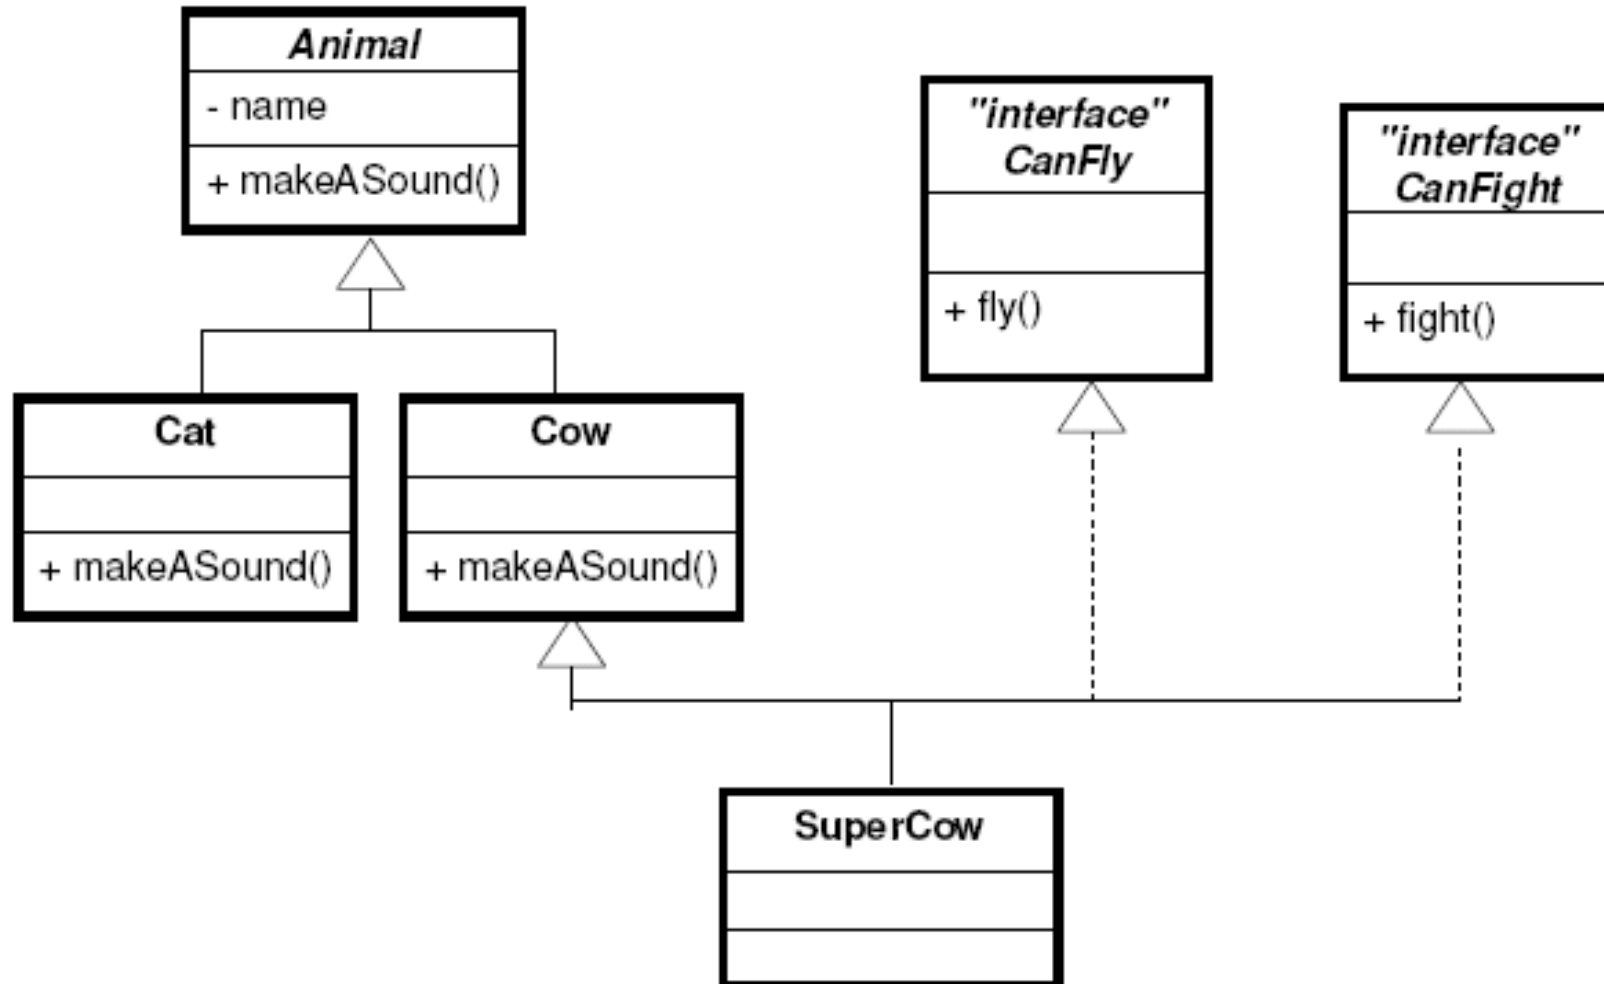 Animal
- name
+ makeASound()
"interface"
CanFly
+ fly()
"interface"
CanFight
+ fight()
Cat
+ makeASound()
Cow
+ makeASound()
SuperCow